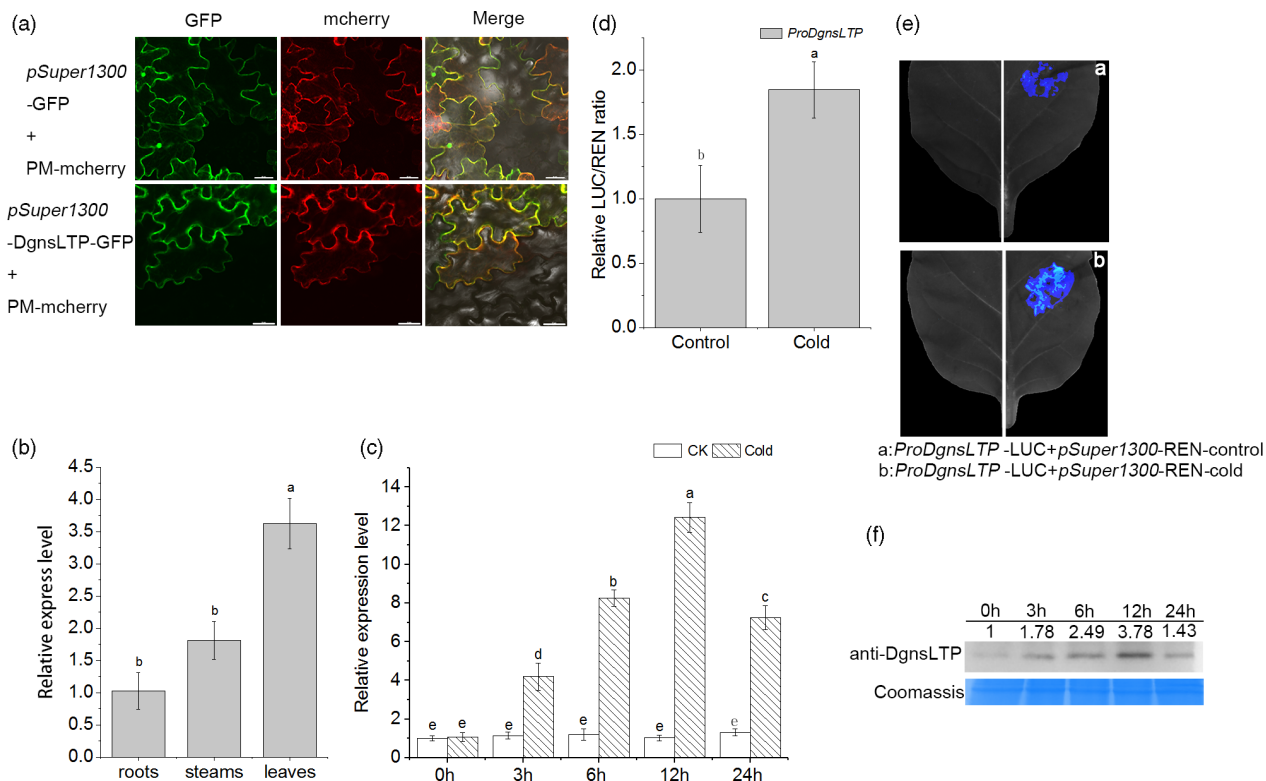 (a)
GFP mcherry Merge
pSuper1300
-GFP
+
PM-mcherry
pSuper1300
-DgnsLTP-GFP
+
PM-mcherry
(b)
Relative express level
4.5
4.0
3.5
3.0
2.5
2.0
1.5
1.0
0.5
0.0
b b a
roots steams leaves
(c)
CK Cold
Relative expression level
14
12
10
8
6
4
2
0
e e e d e b e a e c
0h 3h 6h 12h 24h
(d)
ProDgnsLTP
Relative LUC/REN ratio
2.0
1.5
1.0
0.5
0.0
b a
Control Cold
(e)
a
b
a:ProDgnsLTP -LUC+pSuper1300-REN-control
b:ProDgnsLTP -LUC+pSuper1300-REN-cold
(f)
0h 3h 6h 12h 24h
1 1.78 2.49 3.78 1.43
anti-DgnsLTP
Coomassis